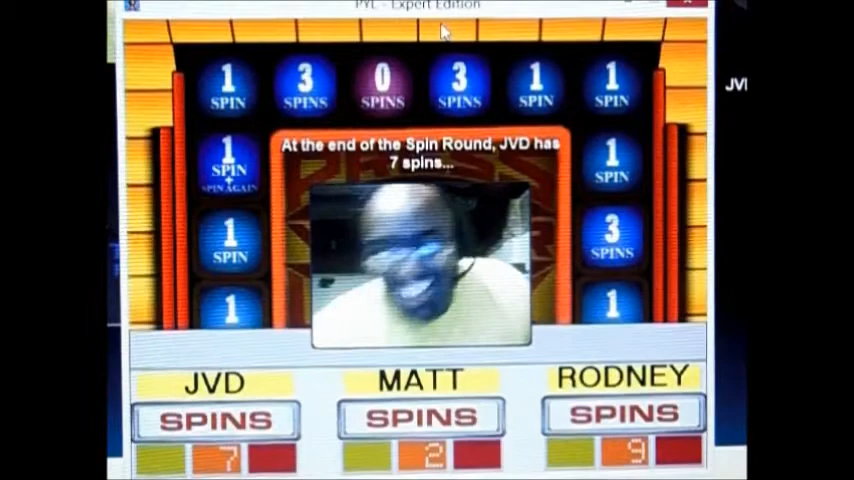 PYL - Expert Edition
1
SPIN
3
SPINS
0
SPINS
3
SPINS
1
SPIN
1
SPIN
JV
1
SPIN
+
SPIN AGAIN
At the end of the Spin Round, JVD has
7 spins...
1
SPIN
1
SPIN
3
SPINS
1
1
JVD
MATT
RODNEY
SPINS
SPINS
SPINS
7
2
9